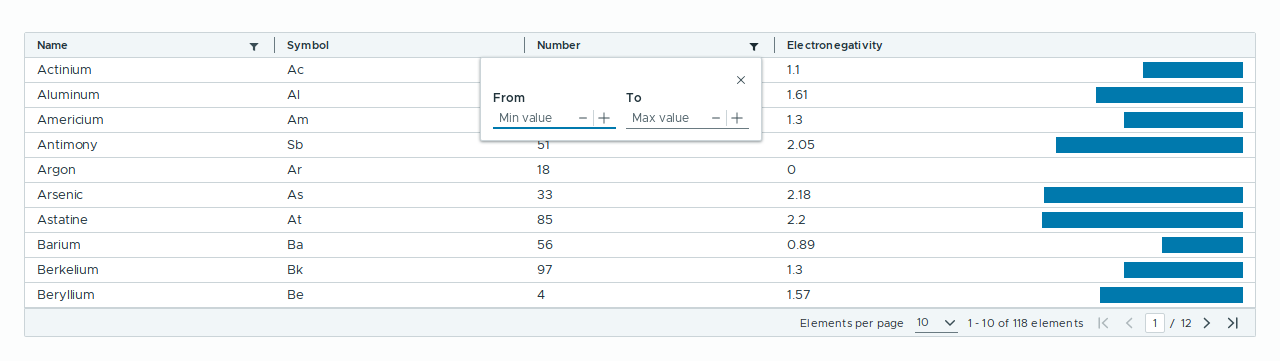 Name Symbol Number Electronegativity
Actinium Ac 1.1
Aluminum Al 1.61
Americium Am 1.3
Antimony Sb 51 2.05
From To
Min value Max value
Argon Ar 18 0
Arsenic As 33 2.18
Astatine At 85 2.2
Barium Ba 56 0.89
Berkelium Bk 97 1.3
Beryllium Be 4 1.57
Elements per page 10 1 - 10 of 118 elements 1 / 12